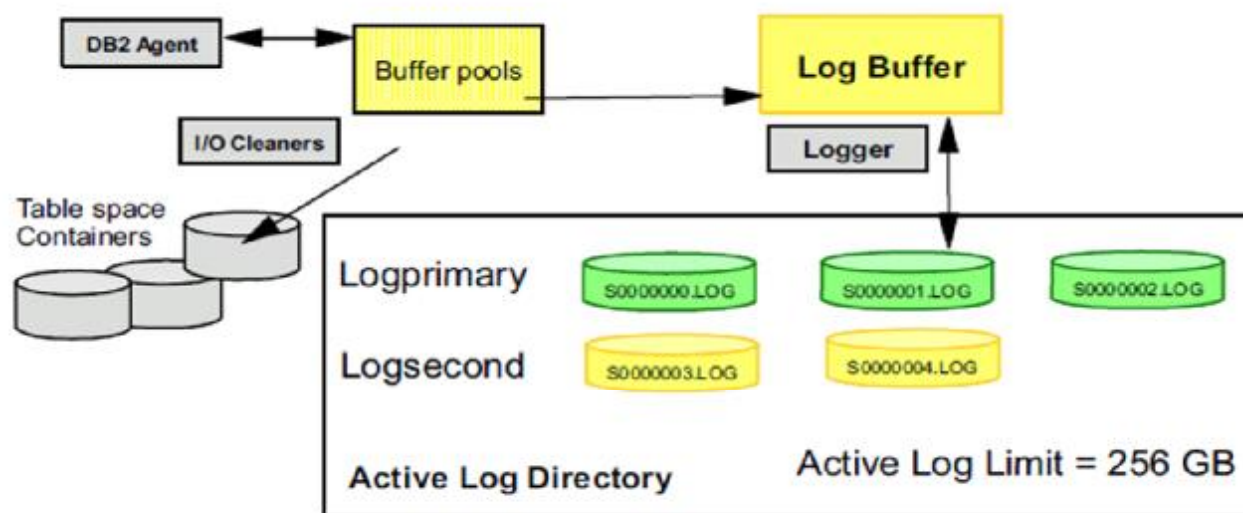 DB2 Agent
Buffer pools
Log Buffer
I/O Cleaners
Logger
Table space
Containers
Logprimary
S0000000.LOG
S0000001.LOG
S0000002.LOG
Logsecond
S0000003.LOG
S0000004.LOG
Active Log Directory
Active Log Limit = 256 GB